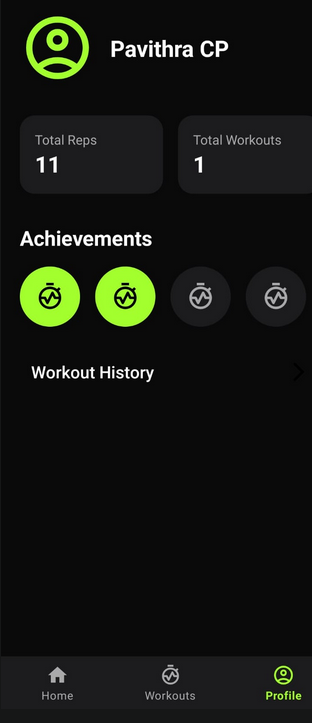 Pavithra CP
Total Reps
11
Total Workouts
1
Achievements
Workout History
Home
Workouts
Profile